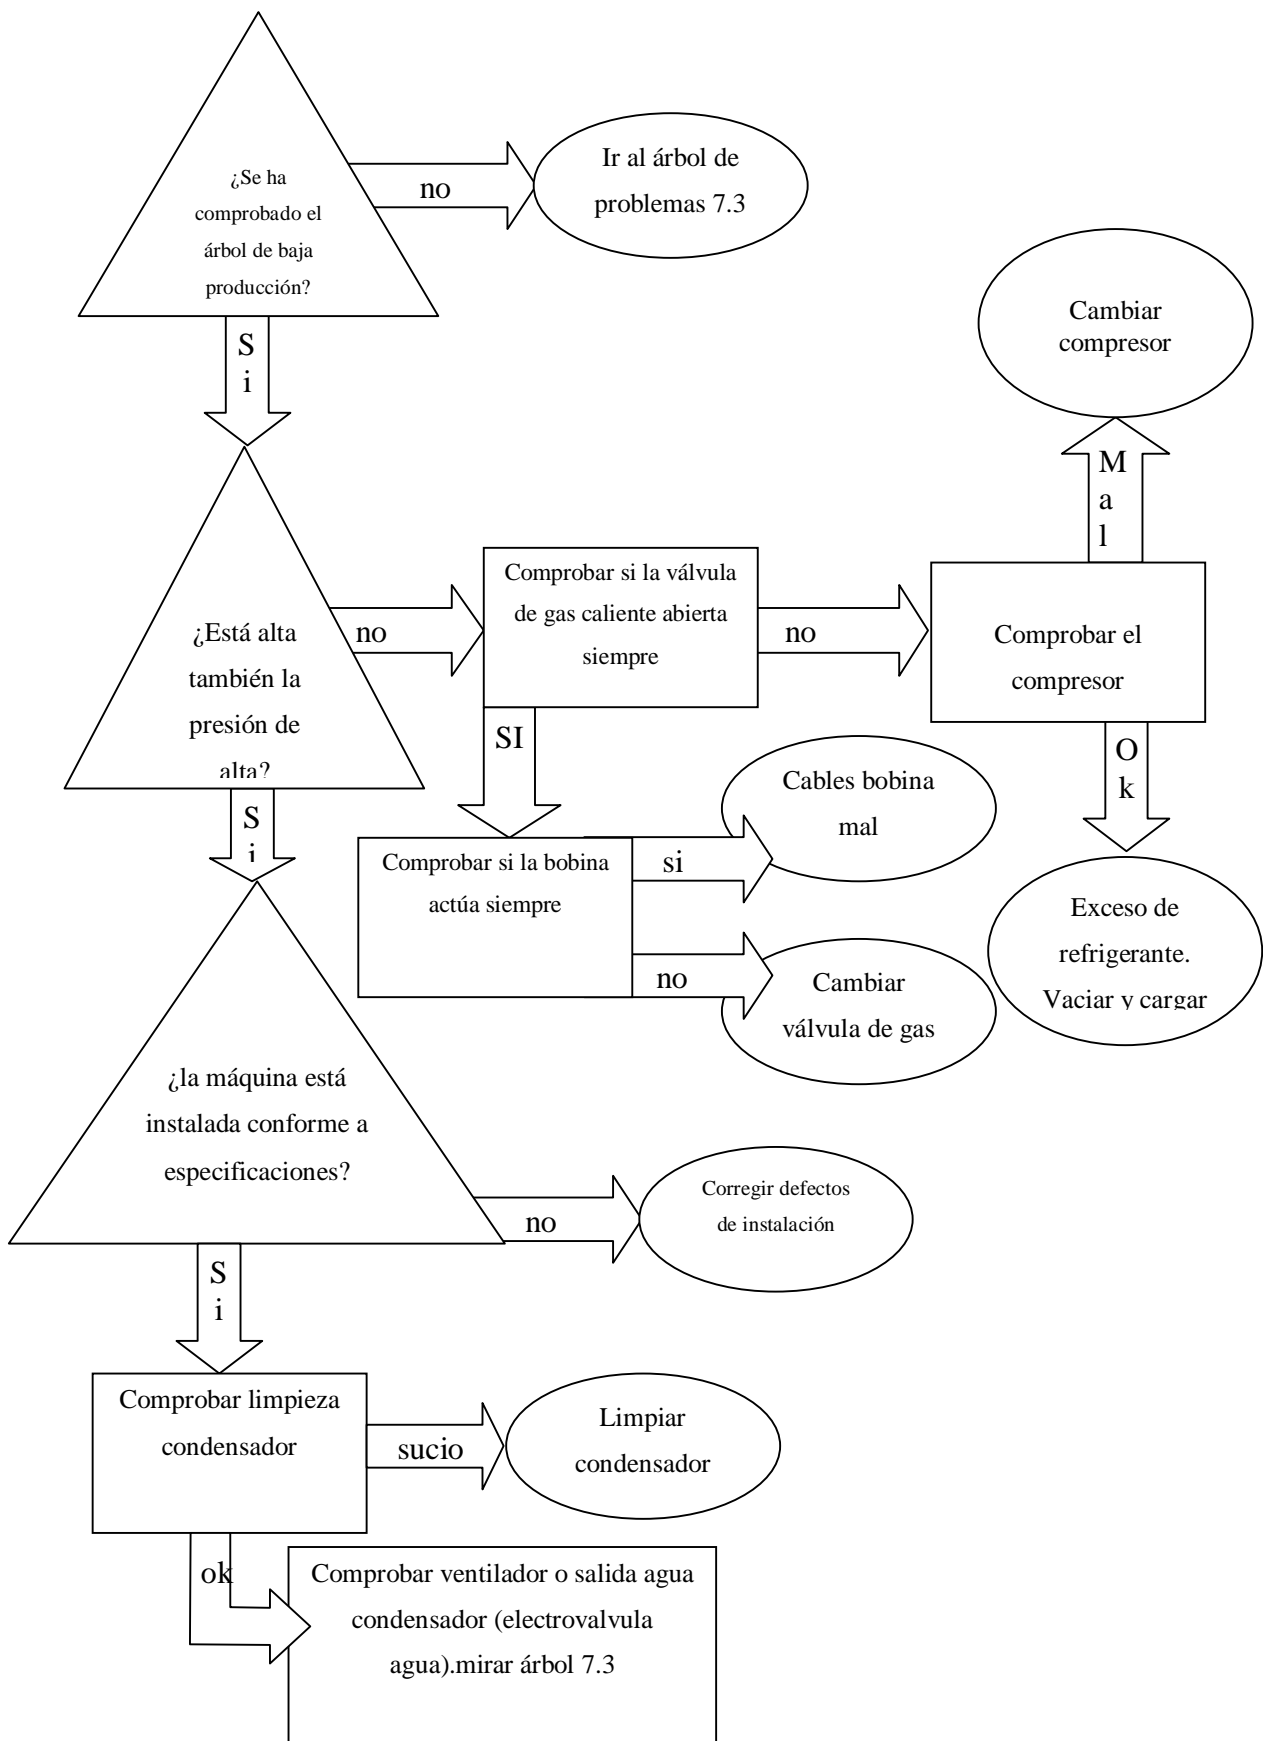 ¿Se ha
comprobado el
árbol de baja
producción?
no
Ir al árbol de
problemas 7.3
S
i
Cambiar
compresor
M
a
l
¿Está alta
también la
presión de
alta?
no
Comprobar si la válvula
de gas caliente abierta
siempre
no
Comprobar el
compresor
SI
O
k
Cables bobina
mal
S
i
Comprobar si la bobina
actúa siempre
si
no
Cambiar
válvula de gas
Exceso de
refrigerante.
Vaciar y cargar
¿la máquina está
instalada conforme a
especificaciones?
no
Corregir defectos
de instalación
S
i
Comprobar limpieza
condensador
sucio
Limpiar
condensador
ok
Comprobar ventilador o salida agua
condensador (electrovalvula
agua).mirar árbol 7.3